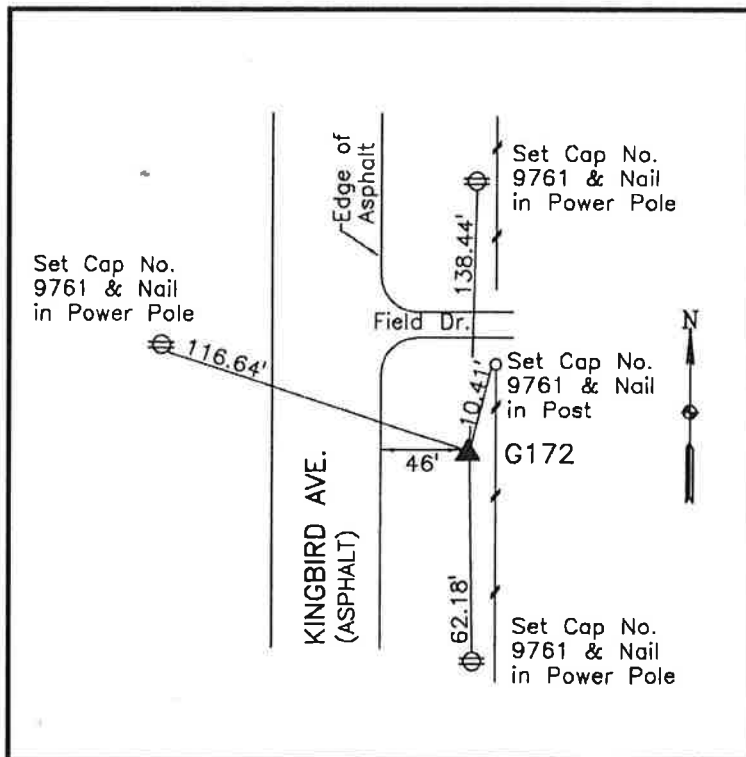 Set Cap No.
9761 & Nail
in Power Pole
Edge of
Asphalt
138.44'
Set Cap No.
9761 & Nail
in Power Pole
116.64'
Field Dr.
N
10.41'
Set Cap No.
9761 & Nail
in Post
46'
G172
KINGBIRD AVE.
(ASPHALT)
62.18'
Set Cap No.
9761 & Nail
in Power Pole